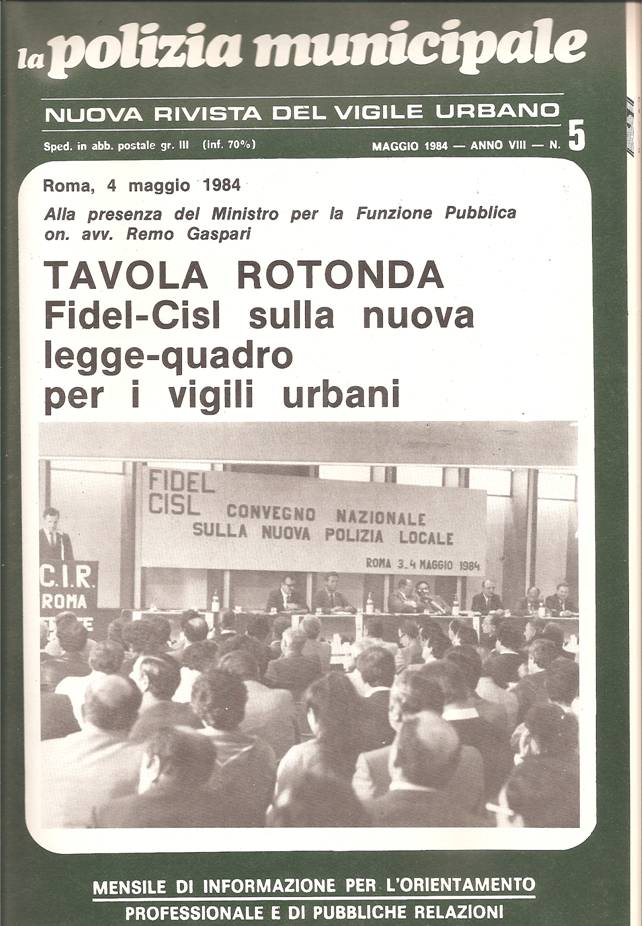 la polizia municipale
NUOVA RIVISTA DEL VIGILE URBANO
Sped. in abb. postale gr. III (inf. 70%)
MAGGIO 1984 — ANNO VIII — N. 5
Roma, 4 maggio 1984
Alla presenza del Ministro per la Funzione Pubblica
on. avv. Remo Gaspari
TAVOLA ROTONDA
Fidel-Cisl sulla nuova
legge-quadro
per i vigili urbani
FIDEL
CISL CONVEGNO NAZIONALE
SULLA NUOVA POLIZIA LOCALE
ROMA 3-4 MAGGIO 1984
C.I.R.
ROMA
MENSILE DI INFORMAZIONE PER L'ORIENTAMENTO
PROFESSIONALE E DI PUBBLICHE RELAZIONI